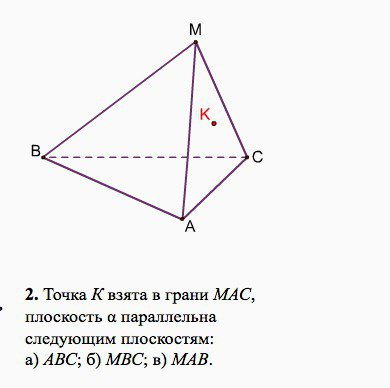 M
K
B
C
A
2. Точка K взята в грани MAC,
плоскость α параллельна
следующим плоскостям:
а) ABC; б) MBC; в) MAB.